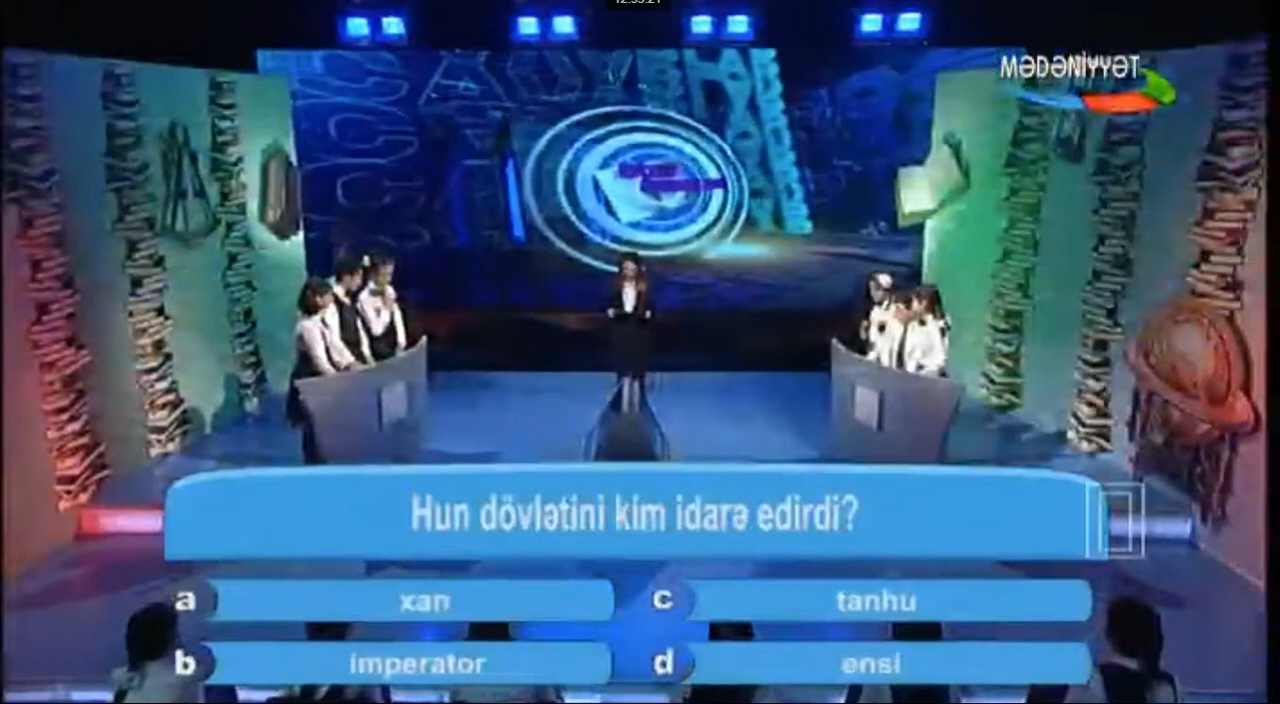 MƏDƏNİYYƏT
Hun dövlətini kim idarə edirdi?
a xan
c tanhu
b imperator
d ensi